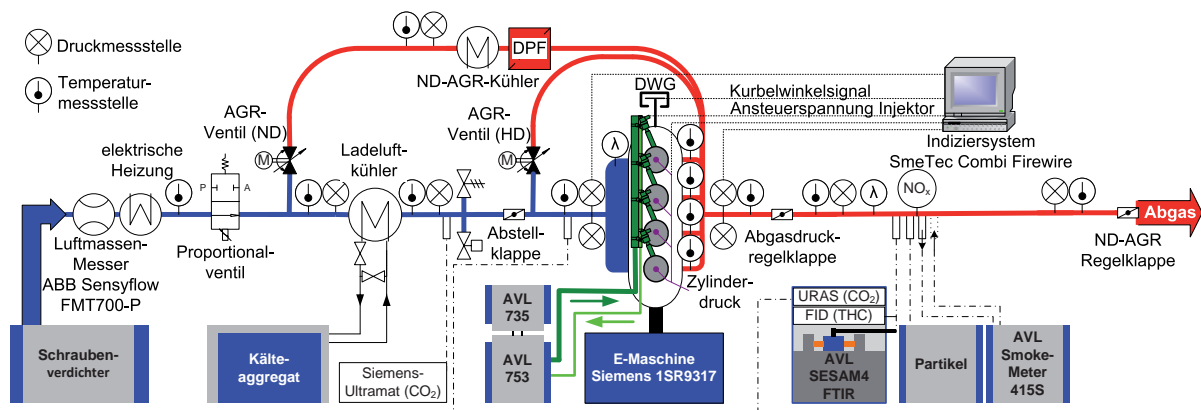 Druckmessstelle
Temperatur-
messstelle
ND-AGR-Kühler
DPF
AGR-
Ventil (ND)
M
AGR-
Ventil (HD)
M
DWG
Kurbelwinkelsignal
Ansteuerspannung Injektor
Indiziersystem
SmeTec Combi Firewire
elektrische
Heizung
P
A
Ladeluft-
kühler
M
M
λ
λ
NOx
Abgas
Luftmassen-
Messer
ABB Sensyflow
FMT700-P
Proportional-
ventil
Abstell-
klappe
Abgasdruck-
regelklappe
ND-AGR
Regelklappe
Zylinder-
druck
Schrauben-
verdichter
Kälte-
aggregat
Siemens-
Ultramat (CO2)
AVL
735
AVL
753
E-Maschine
Siemens 1SR9317
URAS (CO2)
FID (THC)
AVL
SESAM4
FTIR
Partikel
AVL
Smoke-
Meter
415S